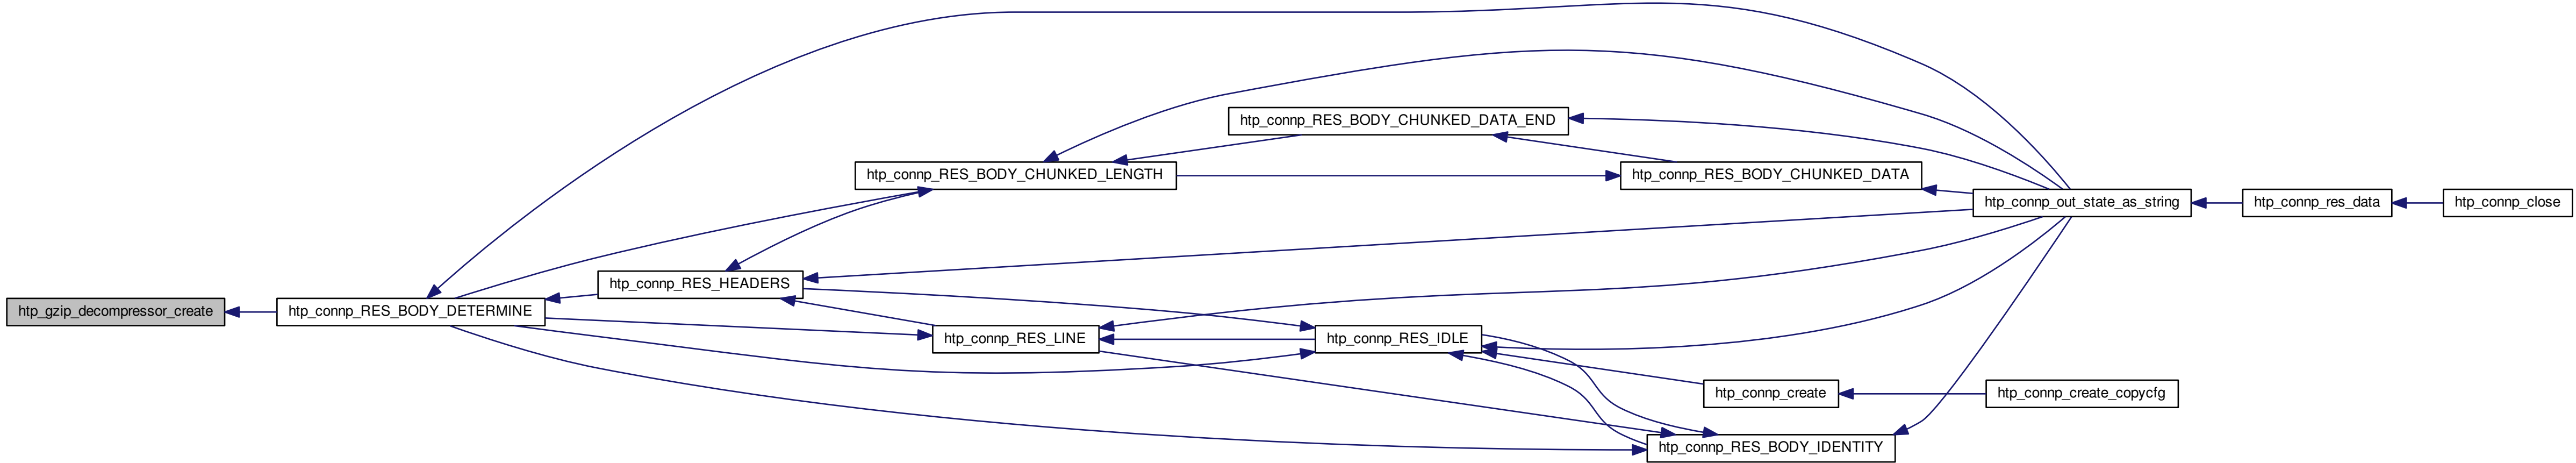 htp_connp_RES_BODY_CHUNKED_DATA_END
htp_connp_RES_BODY_CHUNKED_LENGTH
htp_connp_RES_BODY_CHUNKED_DATA
htp_connp_out_state_as_string
htp_connp_res_data
htp_connp_close
htp_connp_RES_HEADERS
htp_gzip_decompressor_create
htp_connp_RES_BODY_DETERMINE
htp_connp_RES_LINE
htp_connp_RES_IDLE
htp_connp_create
htp_connp_create_copycfg
htp_connp_RES_BODY_IDENTITY